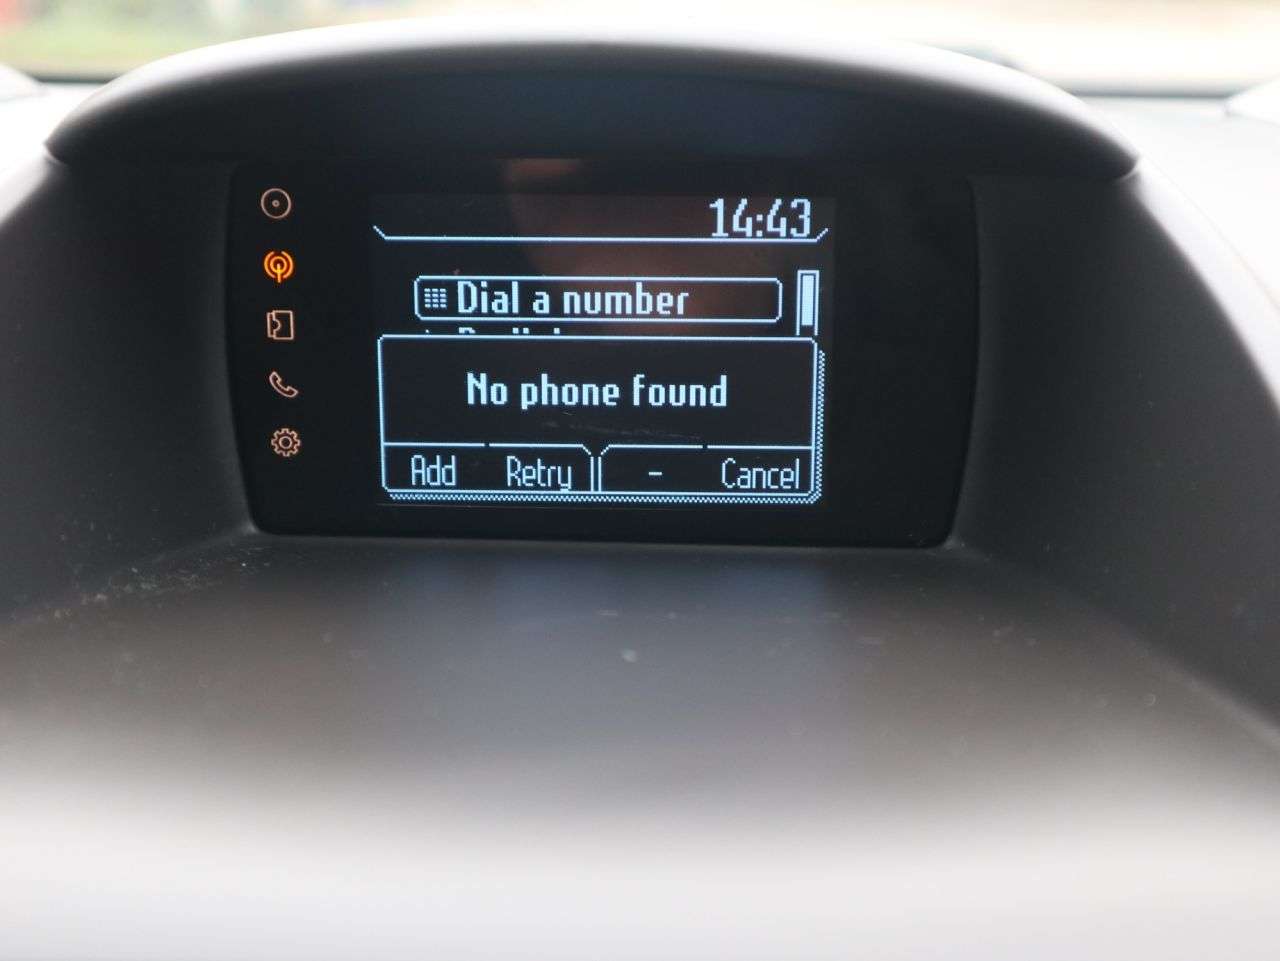 14:43
Dial a number
No phone found
Add Retry - Cancel